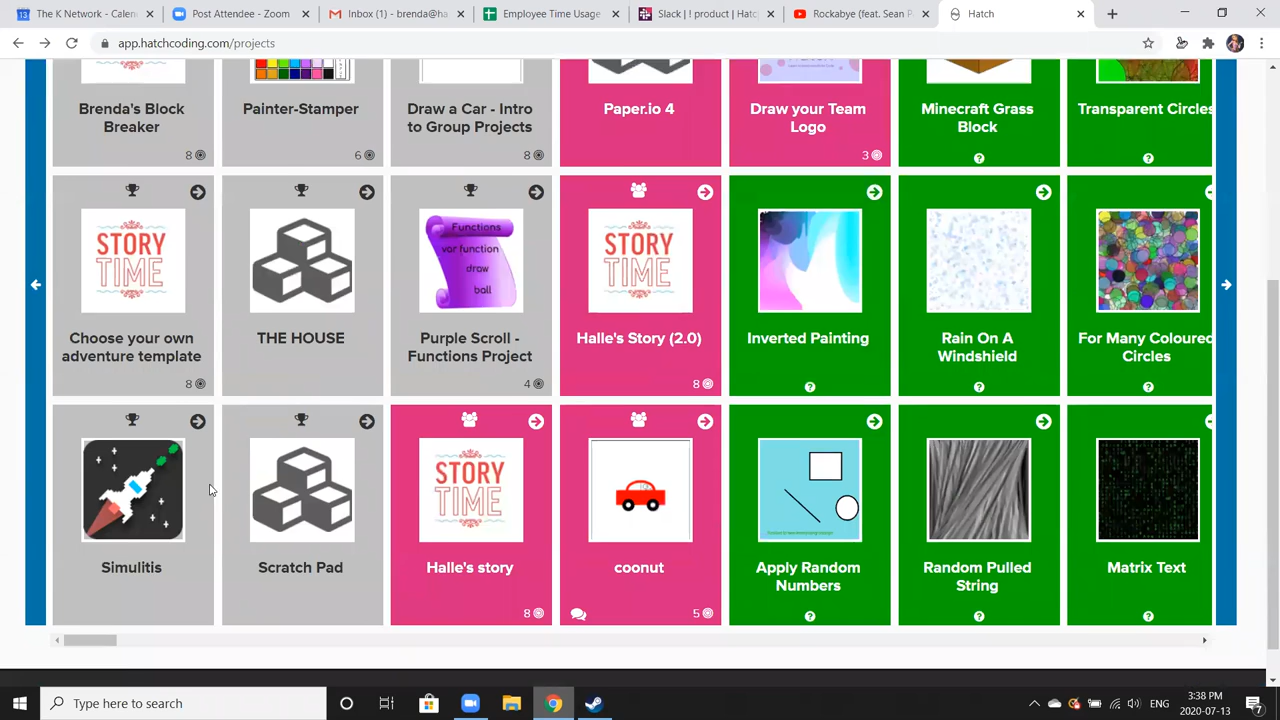 The K Network - Calen
Post Attendee - Zoom
Inbox (1) - brenda@ha
Employee Time Usage
Slack | ! product | Hatc
Rockabye (feat. Sean P
Hatch
app.hatchcoding.com/projects
Brenda's Block
Breaker
8
Painter-Stamper
6
Draw a Car - Intro
to Group Projects
8
Paper.io 4
Draw your Team
Logo
3
Minecraft Grass
Block
Transparent Circles
STORY
TIME
Choose your own
adventure template
8
THE HOUSE
Functions
var function
draw
ball
Purple Scroll -
Functions Project
4
STORY
TIME
Halle's Story (2.0)
8
Inverted Painting
Rain On A
Windshield
For Many Coloured
Circles
Simulitis
Scratch Pad
STORY
TIME
Halle's story
8
coonut
5
Apply Random
Numbers
Random Pulled
String
Matrix Text
Type here to search
ENG
3:38 PM
2020-07-13
7